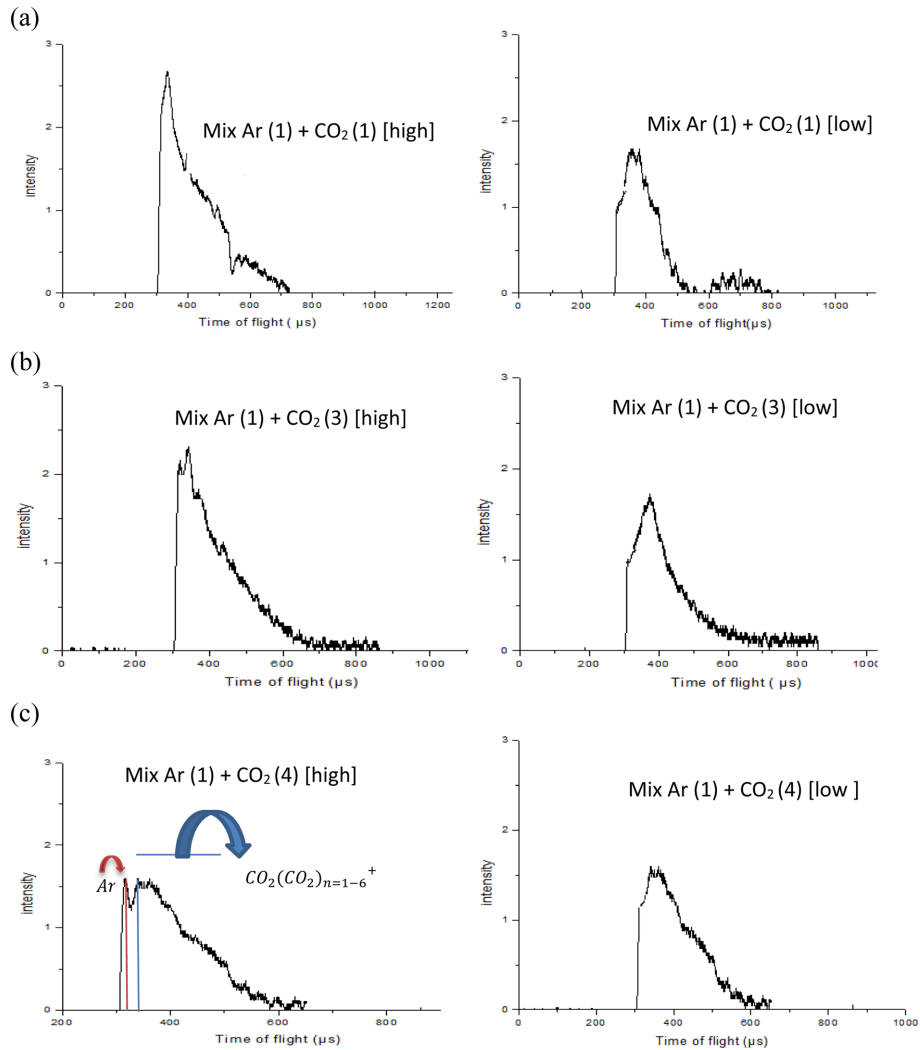 (a)
3
2
1
0
intensity
Mix Ar (1) + CO₂ (1) [high]
0 200 400 600 800 1000 1200
Time of flight ( µs)
3
2
1
0
intensity
Mix Ar (1) + CO₂ (1) [low]
0 200 400 600 800 1000
Time of flight(µs)
(b)
3
2
1
0
intensity
Mix Ar (1) + CO₂ (3) [high]
0 200 400 600 800 1000
Time of flight (µs)
3
2
1
0
intensity
Mix Ar (1) + CO₂ (3) [low]
0 200 400 600 800 1000
Time of flight ( µs)
(c)
3
2
1
0
intensity
Mix Ar (1) + CO₂ (4) [high]
Ar
CO₂(CO₂)ₙ₌₁₋₆⁺
200 400 600 800
Time of flight (µs)
3
2
1
0
intensity
Mix Ar (1) + CO₂ (4) [low ]
0 200 400 600 800 1000
Time of flight (µs)